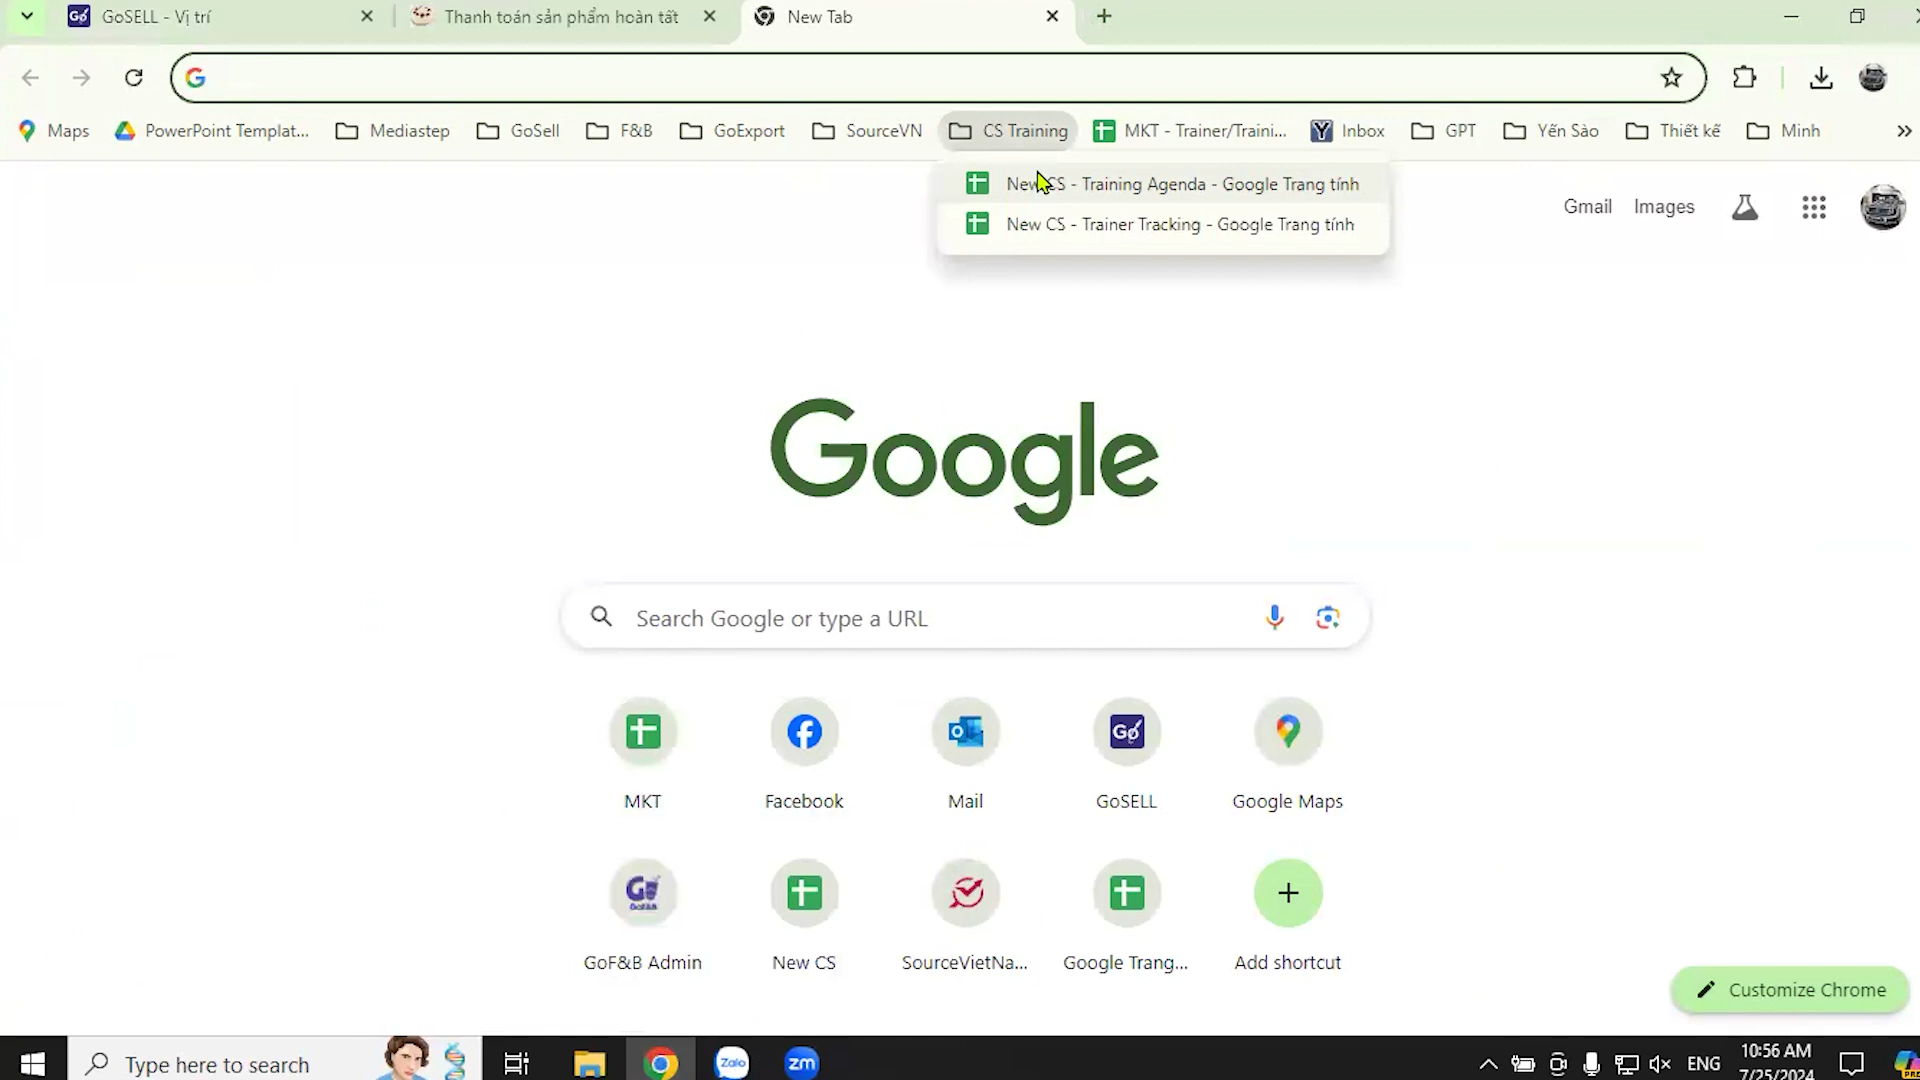 GoSELL - Vị trí
Thanh toán sản phẩm hoàn tất
New Tab
Maps
PowerPoint Templat...
Mediastep
GoSell
F&B
GoExport
SourceVN
CS Training
MKT - Trainer/Traini...
Inbox
GPT
Yến Sào
Thiết kế
Minh
New CS - Training Agenda - Google Trang tính
New CS - Trainer Tracking - Google Trang tính
Gmail
Images
Google
Search Google or type a URL
MKT
Facebook
Mail
GoSELL
Google Maps
GoF&B Admin
New CS
SourceVietNa...
Google Trang...
Add shortcut
Customize Chrome
Type here to search
Zalo
zm
ENG
10:56 AM
7/25/2024